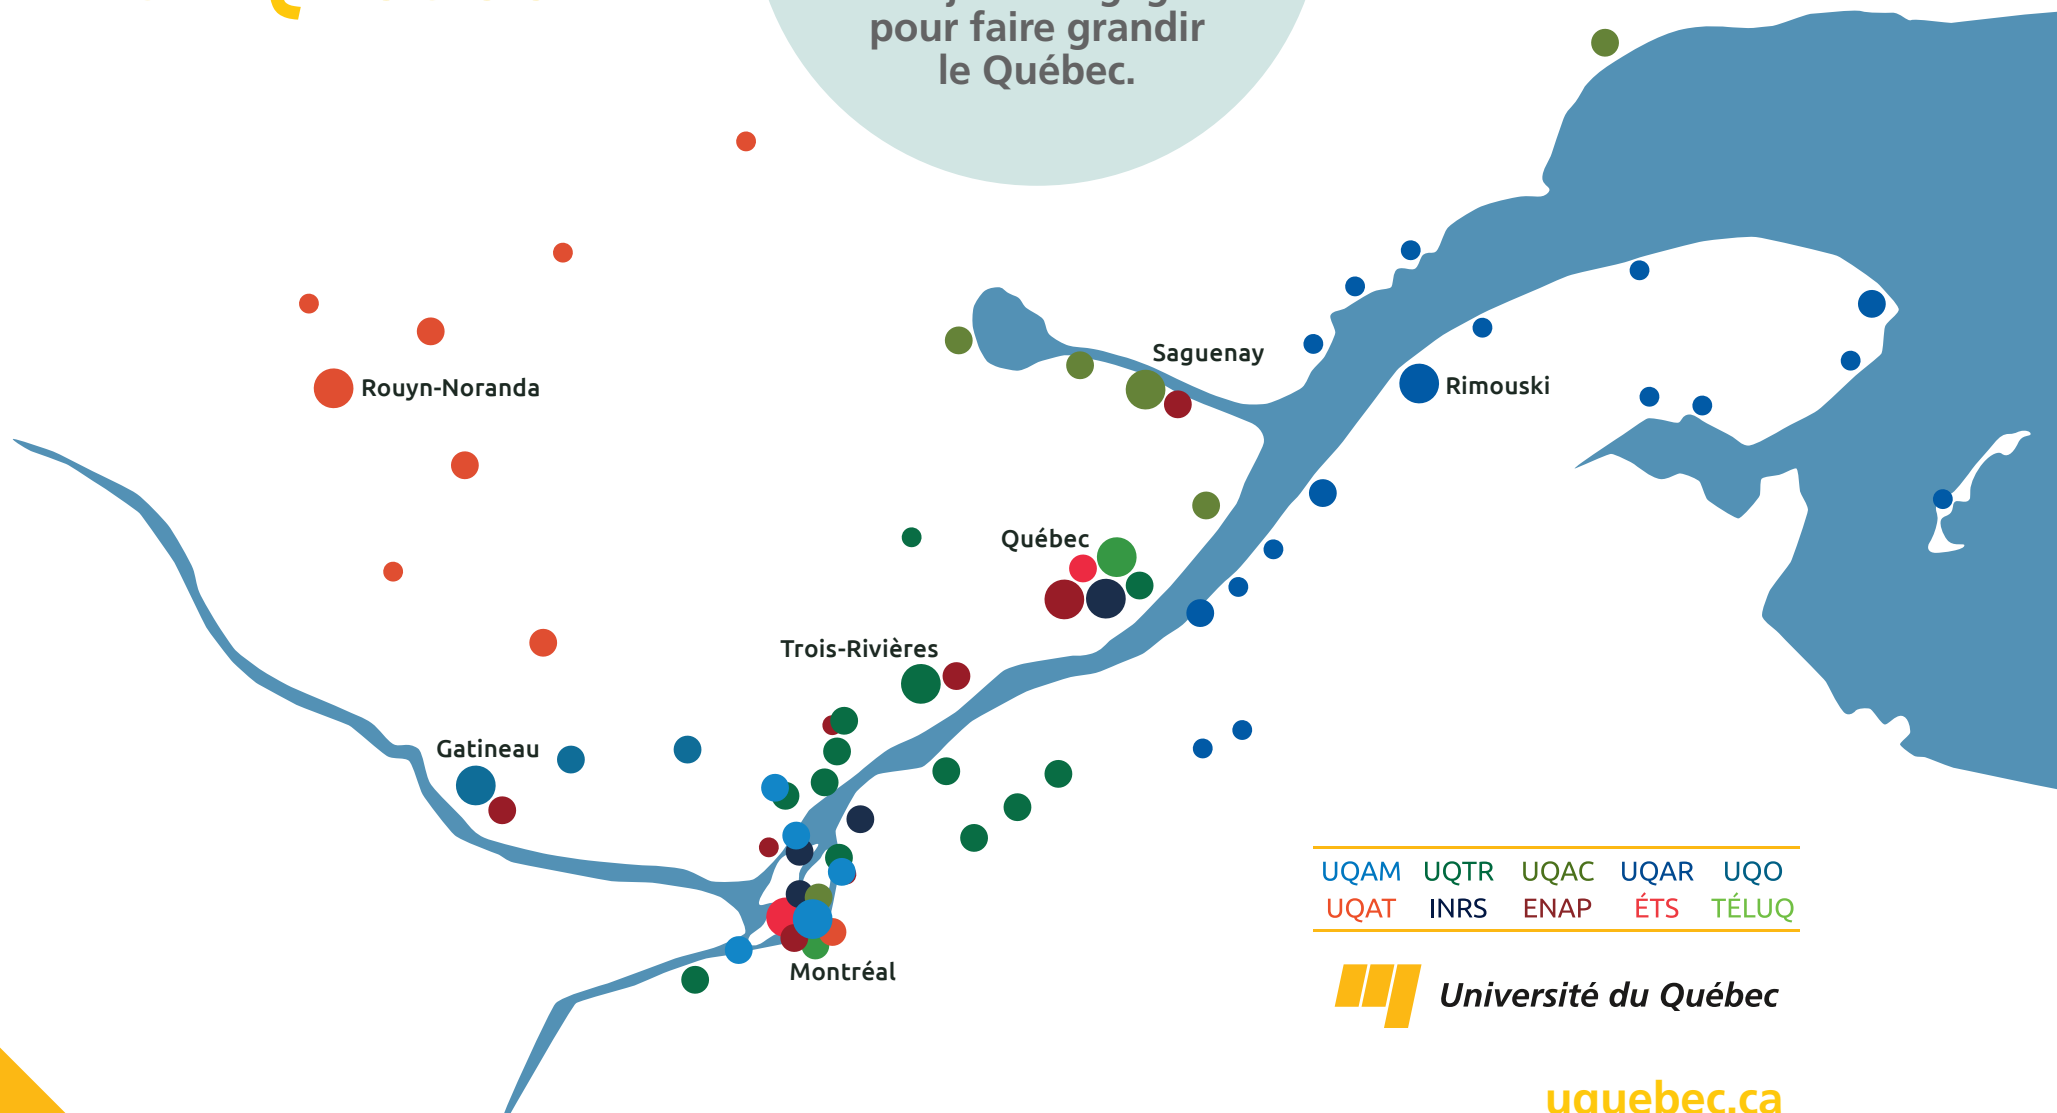 pour faire grandir
le Québec.
Saguenay
Rouyn-Noranda
Rimouski
Québec
Trois-Rivières
Gatineau
Montréal
UQAM UQTR UQAC UQAR UQO
UQAT INRS ENAP ÉTS TÉLUQ
Université du Québec
uquebec.ca